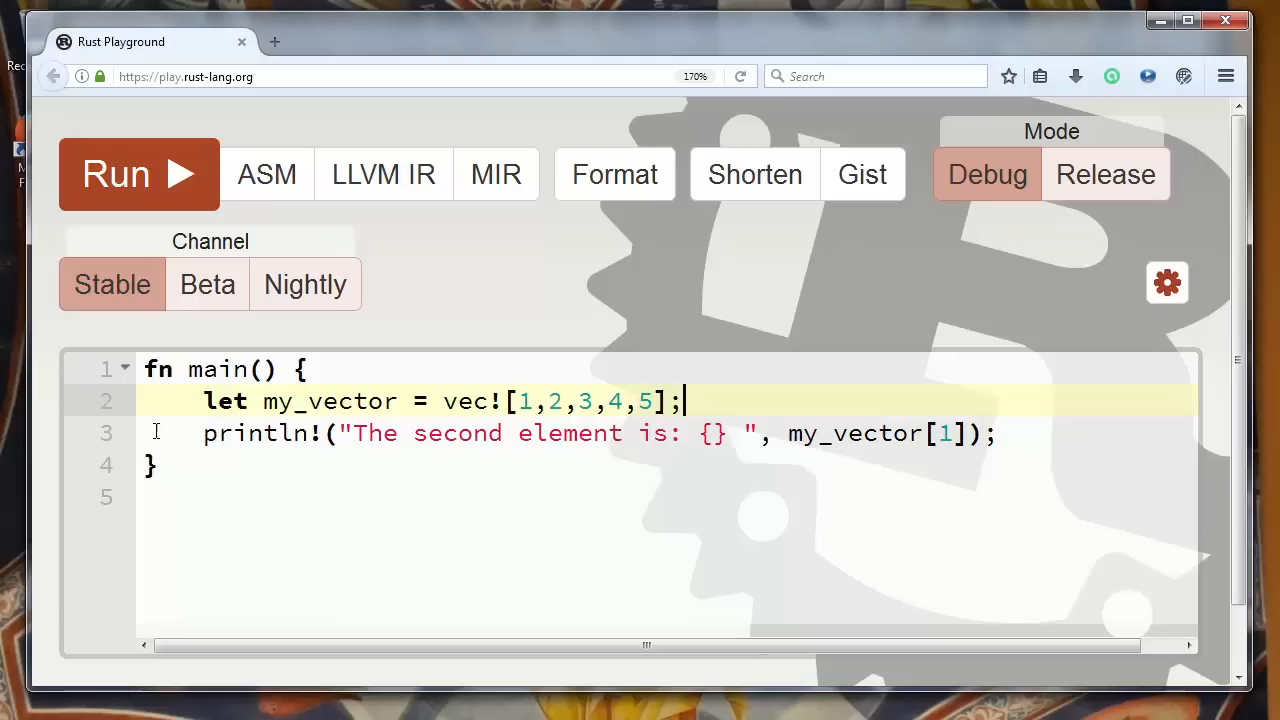 Rec
Rust Playground
https://play.rust-lang.org
170%
Search
Run ASM LLVM IR MIR Format Shorten Gist
Mode
Debug Release
Channel
Stable Beta Nightly
1 fn main() {
2 let my_vector = vec![1,2,3,4,5];
3 println!("The second element is: {} ", my_vector[1]);
4 }
5